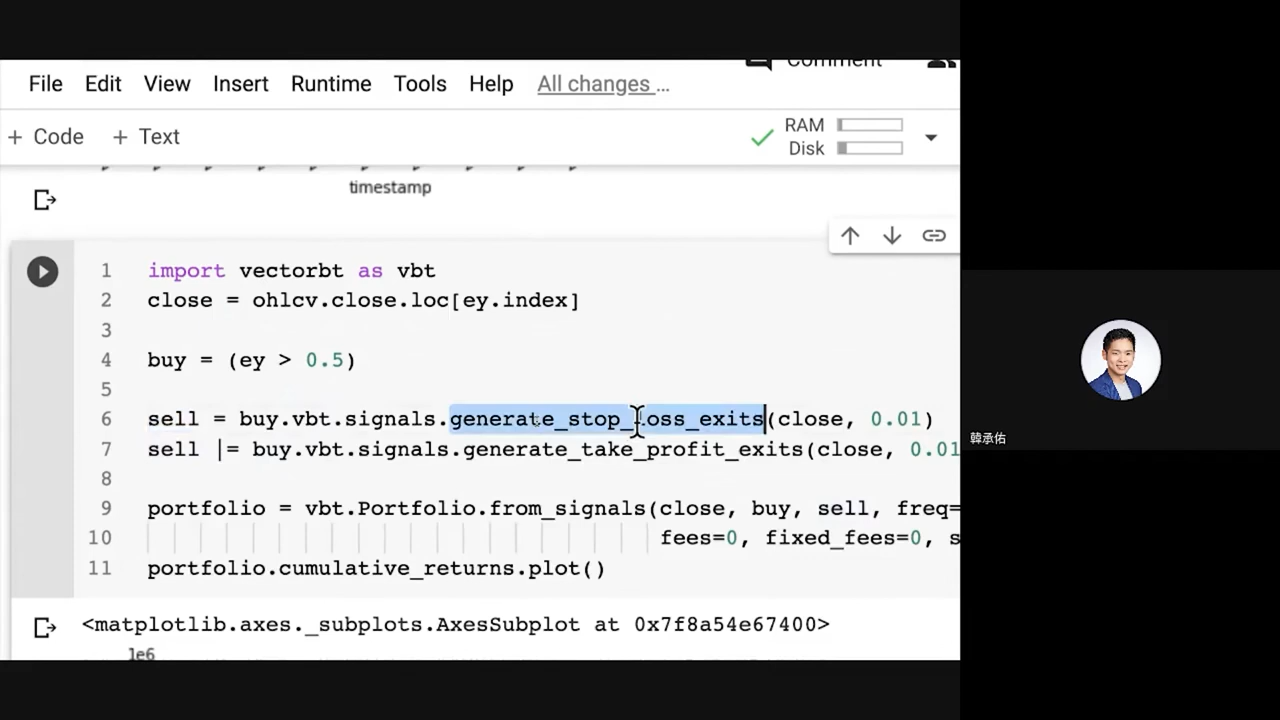 Comment
File Edit View Insert Runtime Tools Help All changes …
+ Code + Text
RAM
Disk
timestamp
1 import vectorbt as vbt
2 close = ohlcv.close.loc[ey.index]
3
4 buy = (ey > 0.5)
5
6 sell = buy.vbt.signals.generate_stop_loss_exits(close, 0.01)
7 sell |= buy.vbt.signals.generate_take_profit_exits(close, 0.01
8
9 portfolio = vbt.Portfolio.from_signals(close, buy, sell, freq=
10 fees=0, fixed_fees=0, s
11 portfolio.cumulative_returns.plot()
<matplotlib.axes._subplots.AxesSubplot at 0x7f8a54e67400>
1e6
韓承佑